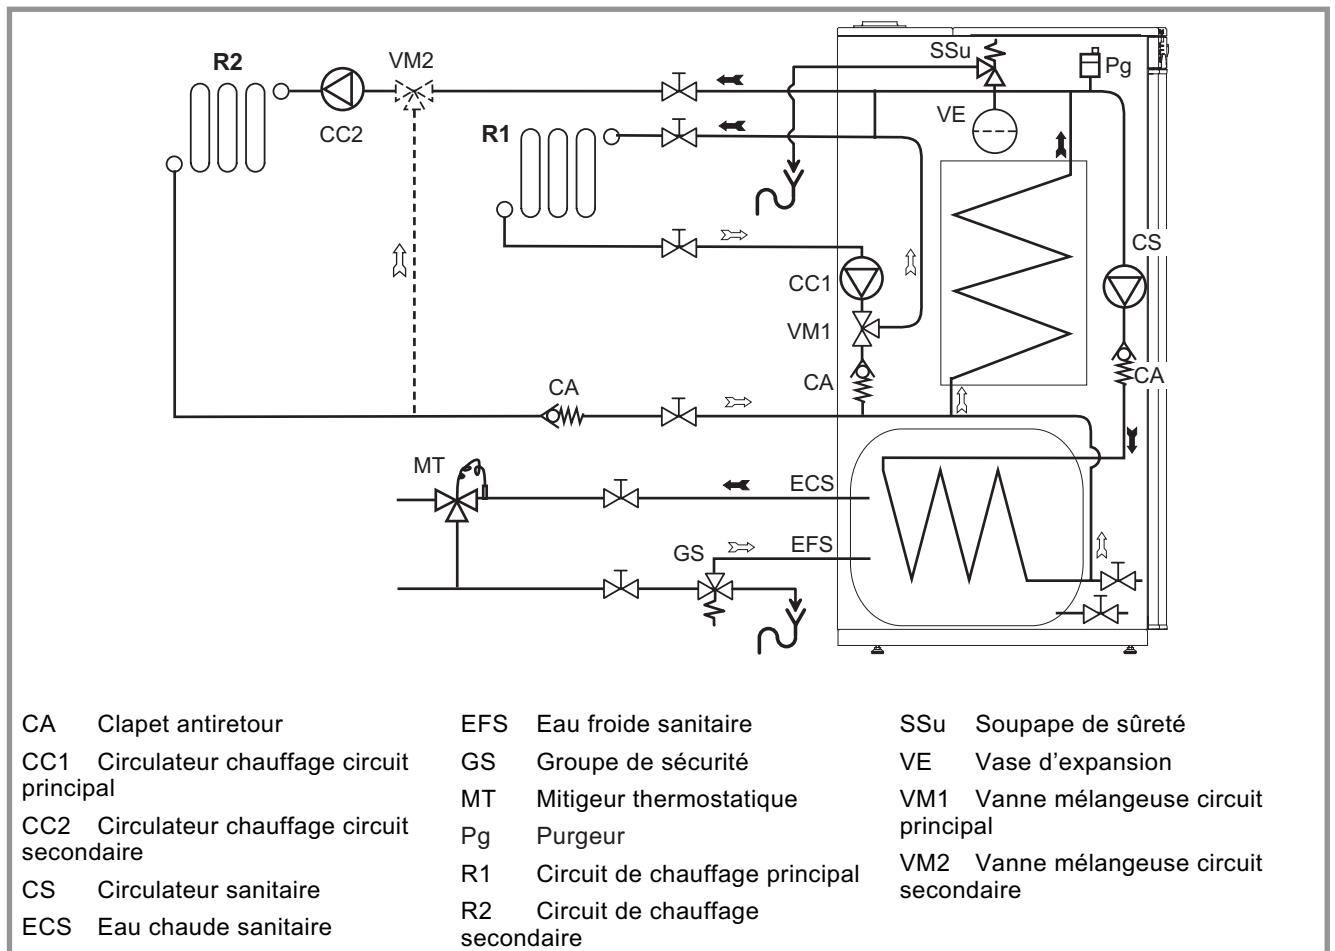 R2
VM2
SSu
Pg
CC2
R1
VE
CS
CC1
VM1
CA
CA
CA
MT
ECS
GS
EFS
CA Clapet antiretour
CC1 Circulateur chauffage circuit
principal
CC2 Circulateur chauffage circuit
secondaire
CS Circulateur sanitaire
ECS Eau chaude sanitaire
EFS Eau froide sanitaire
GS Groupe de sécurité
MT Mitigeur thermostatique
Pg Purgeur
R1 Circuit de chauffage principal
R2 Circuit de chauffage
secondaire
SSu Soupape de sûreté
VE Vase d’expansion
VM1 Vanne mélangeuse circuit
principal
VM2 Vanne mélangeuse circuit
secondaire